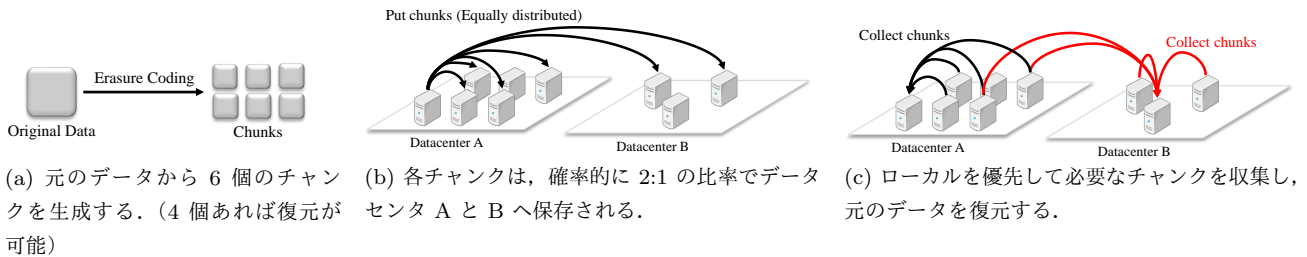 Erasure Coding
Original Data
Chunks
(a) 元のデータから 6 個のチャン
クを生成する．（4 個あれば復元が
可能）
Put chunks (Equally distributed)
Datacenter A
Datacenter B
(b) 各チャンクは，確率的に 2:1 の比率でデータ
センタ A と B へ保存される．
Collect chunks
Collect chunks
Datacenter A
Datacenter B
(c) ローカルを優先して必要なチャンクを収集し，
元のデータを復元する．